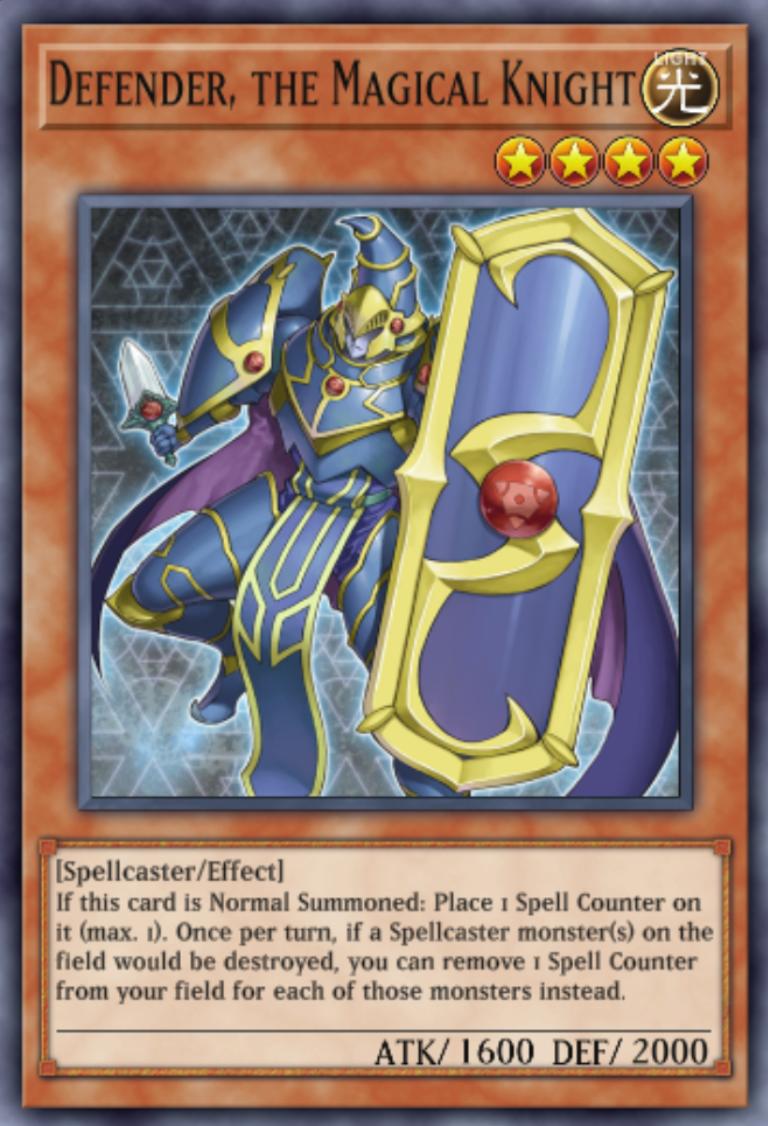 DEFENDER, THE MAGICAL KNIGHT
LIGHT
光
[Spellcaster/Effect]
If this card is Normal Summoned: Place 1 Spell Counter on
it (max. 1). Once per turn, if a Spellcaster monster(s) on the
field would be destroyed, you can remove 1 Spell Counter
from your field for each of those monsters instead.
ATK/ 1600 DEF/ 2000